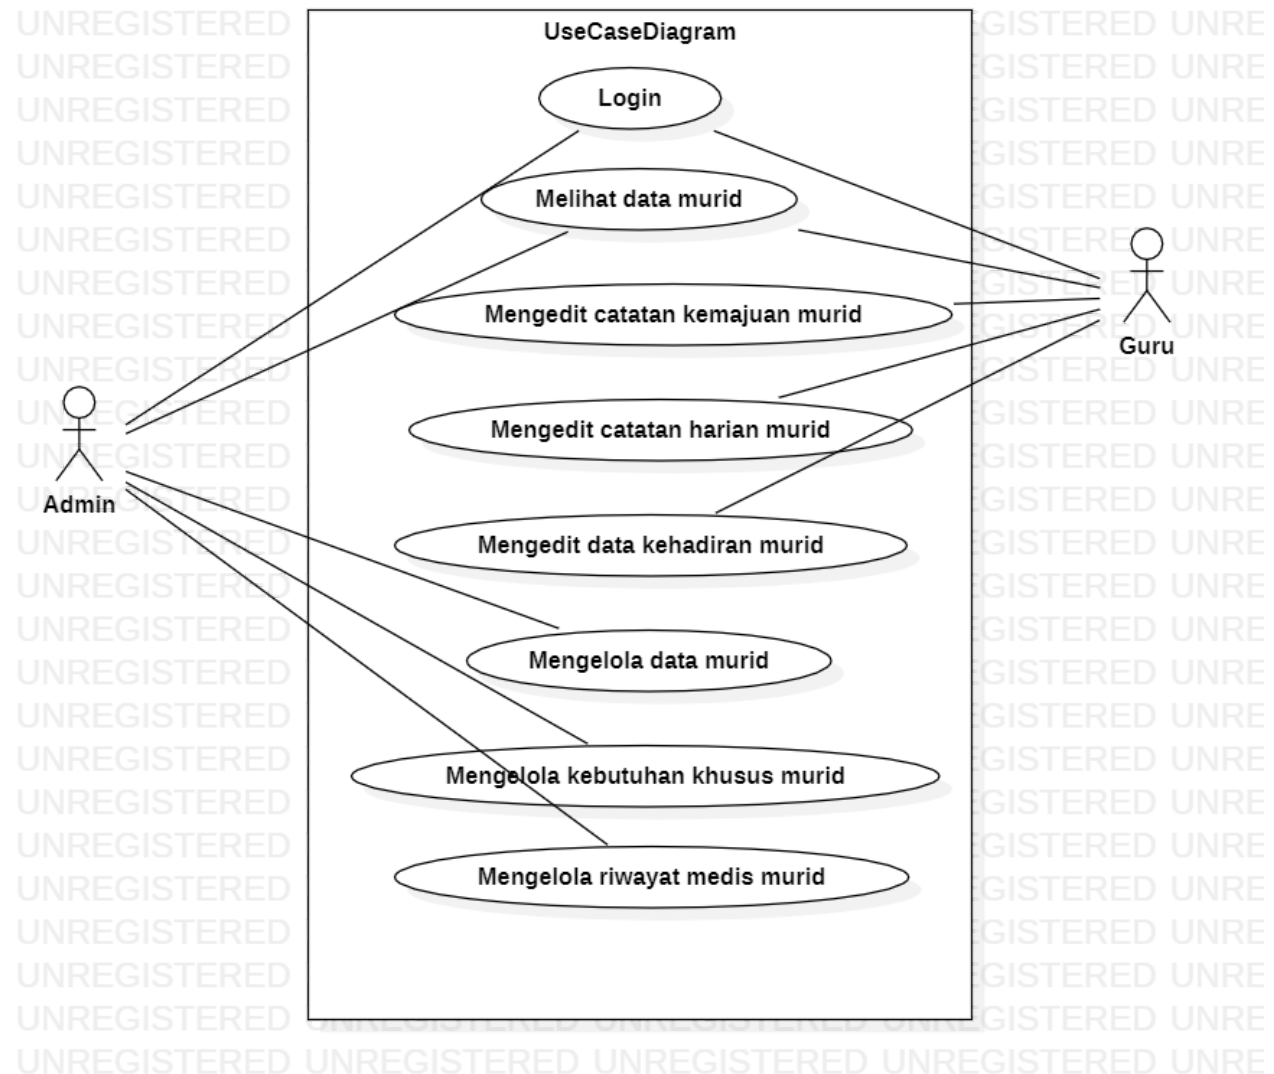 UseCaseDiagram
Login
Melihat data murid
Mengedit catatan kemajuan murid
Guru
Mengedit catatan harian murid
Admin
Mengedit data kehadiran murid
Mengelola data murid
Mengelola kebutuhan khusus murid
Mengelola riwayat medis murid
UNREGISTERED UNREGISTERED UNREGISTERED UNREGISTERED